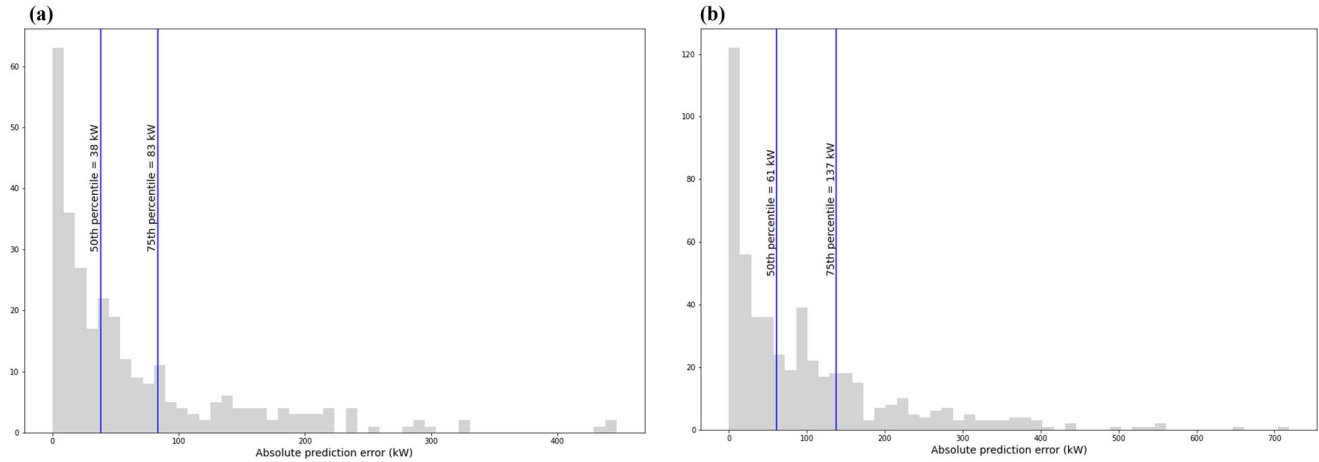 (a)
60
50
40
30
20
10
0
50th percentile = 38 kW
75th percentile = 83 kW
0 100 200 300 400
Absolute prediction error (kW)
(b)
120
100
80
60
40
20
0
50th percentile = 61 kW
75th percentile = 137 kW
0 100 200 300 400 500 600 700
Absolute prediction error (kW)